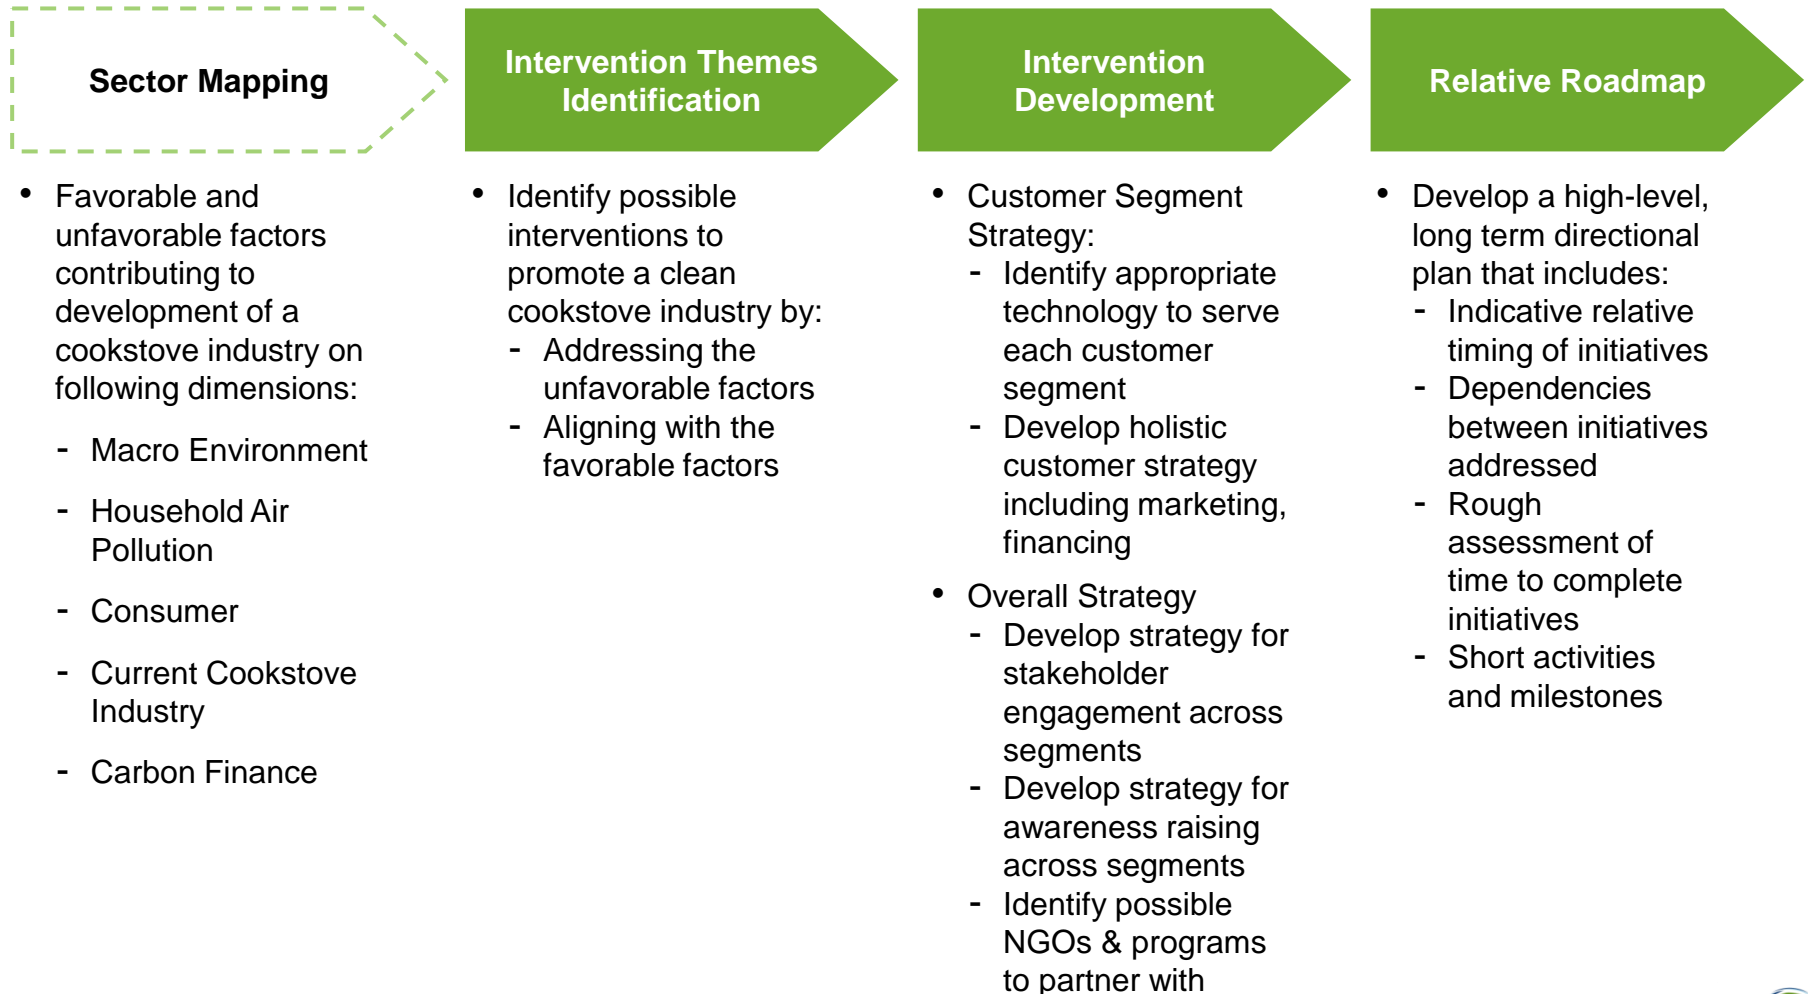 Sector Mapping
Intervention Themes
Identification
Intervention
Development
Relative Roadmap
• Favorable and
unfavorable factors
contributing to
development of a
cookstove industry on
following dimensions:
- Macro Environment
- Household Air
Pollution
- Consumer
- Current Cookstove
Industry
- Carbon Finance
• Identify possible
interventions to
promote a clean
cookstove industry by:
- Addressing the
unfavorable factors
- Aligning with the
favorable factors
• Customer Segment
Strategy:
- Identify appropriate
technology to serve
each customer
segment
- Develop holistic
customer strategy
including marketing,
financing
• Overall Strategy
- Develop strategy for
stakeholder
engagement across
segments
- Develop strategy for
awareness raising
across segments
- Identify possible
NGOs & programs
to partner with
• Develop a high-level,
long term directional
plan that includes:
- Indicative relative
timing of initiatives
- Dependencies
between initiatives
addressed
- Rough
assessment of
time to complete
initiatives
- Short activities
and milestones